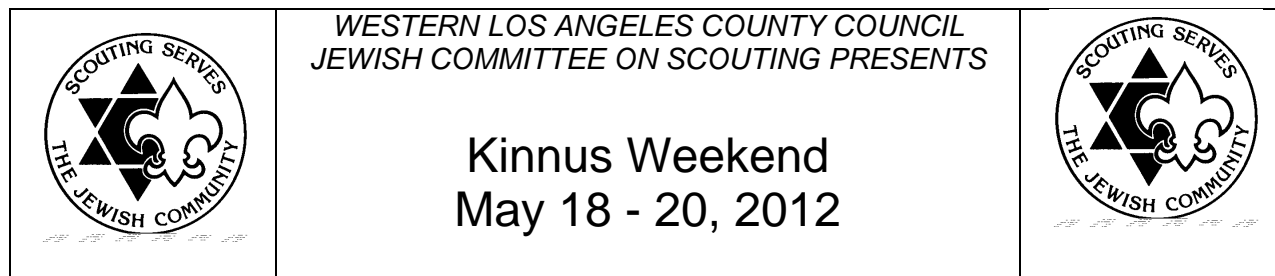 SCOUTING SERVES
THE JEWISH COMMUNITY
WESTERN LOS ANGELES COUNTY COUNCIL
JEWISH COMMITTEE ON SCOUTING PRESENTS
Kinnus Weekend
May 18 - 20, 2012
SCOUTING SERVES
THE JEWISH COMMUNITY